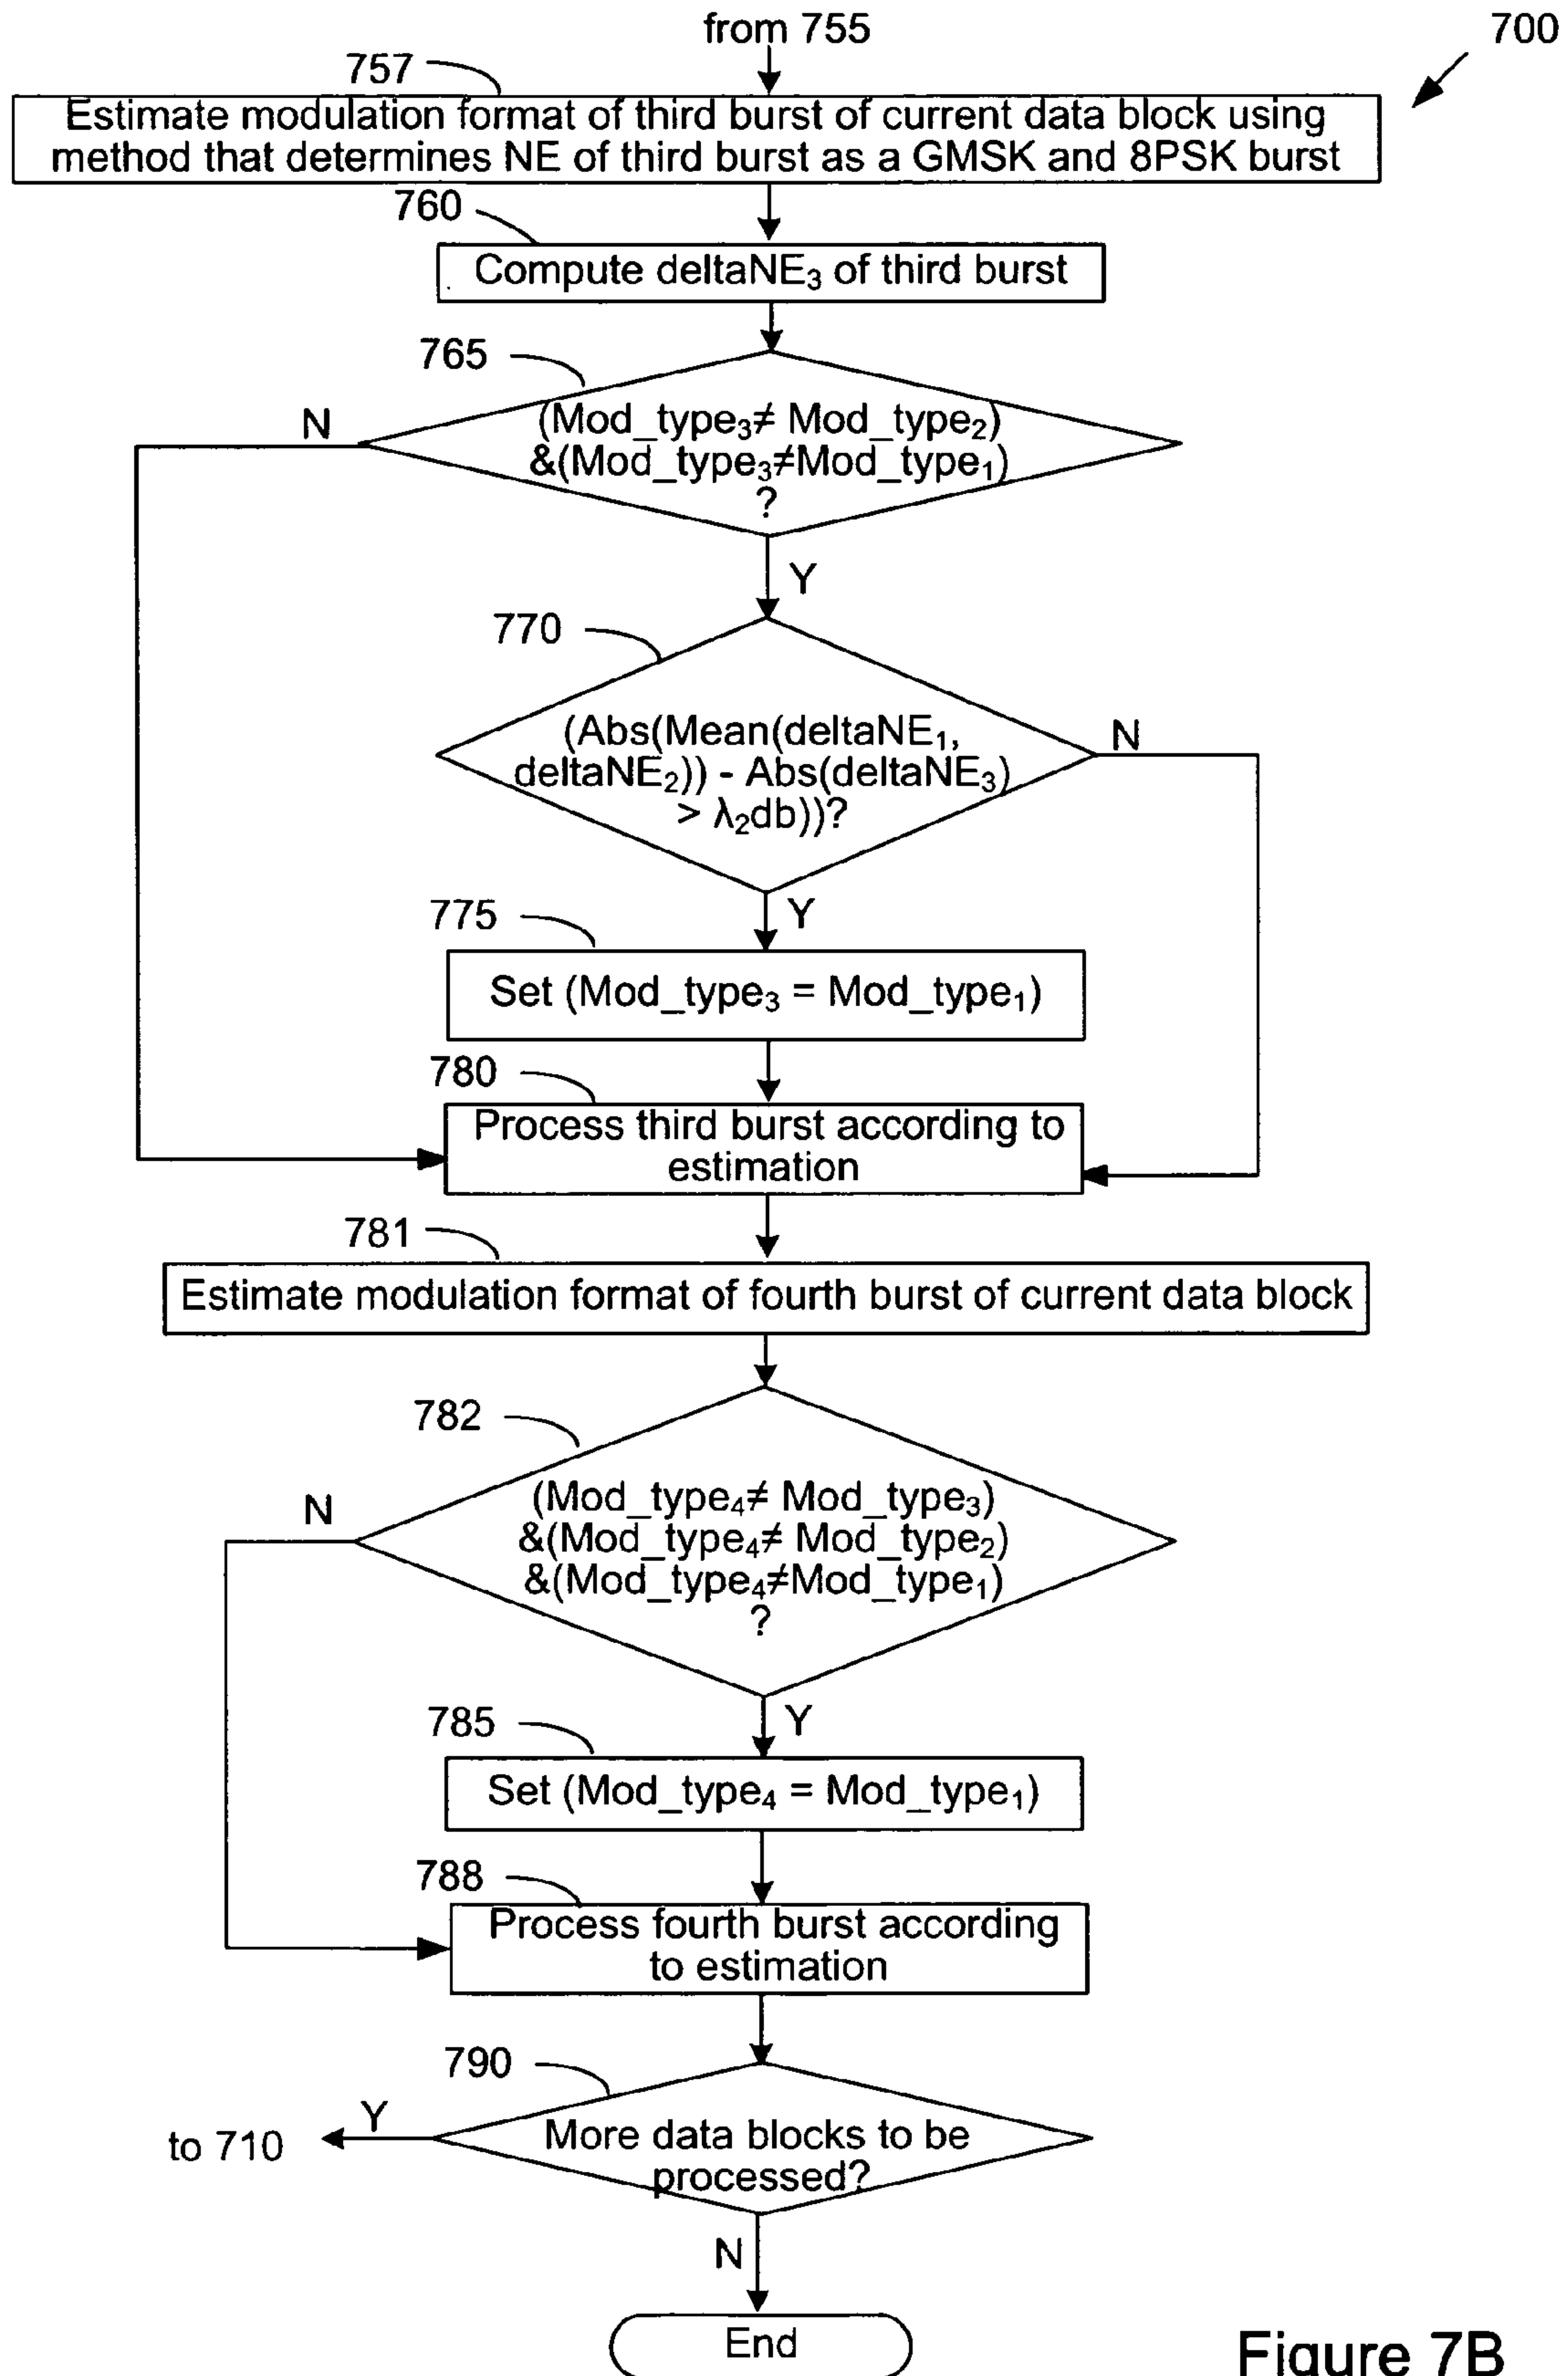 from 755
700
757
Estimate modulation format of third burst of current data block using
method that determines NE of third burst as a GMSK and 8PSK burst
760
Compute deltaNE₃ of third burst
765
N
(Mod_type₃≠ Mod_type₂)
&(Mod_type₃≠Mod_type₁)
?
Y
770
(Abs(Mean(deltaNE₁,
deltaNE₂)) - Abs(deltaNE₃)
> λ₂db))?
N
Y
775
Set (Mod_type₃ = Mod_type₁)
780
Process third burst according to
estimation
781
Estimate modulation format of fourth burst of current data block
782
N
(Mod_type₄≠ Mod_type₃)
&(Mod_type₄≠ Mod_type₂)
&(Mod_type₄≠Mod_type₁)
?
Y
785
Set (Mod_type₄ = Mod_type₁)
788
Process fourth burst according
to estimation
790
Y
to 710
More data blocks to be
processed?
N
End
Figure 7B